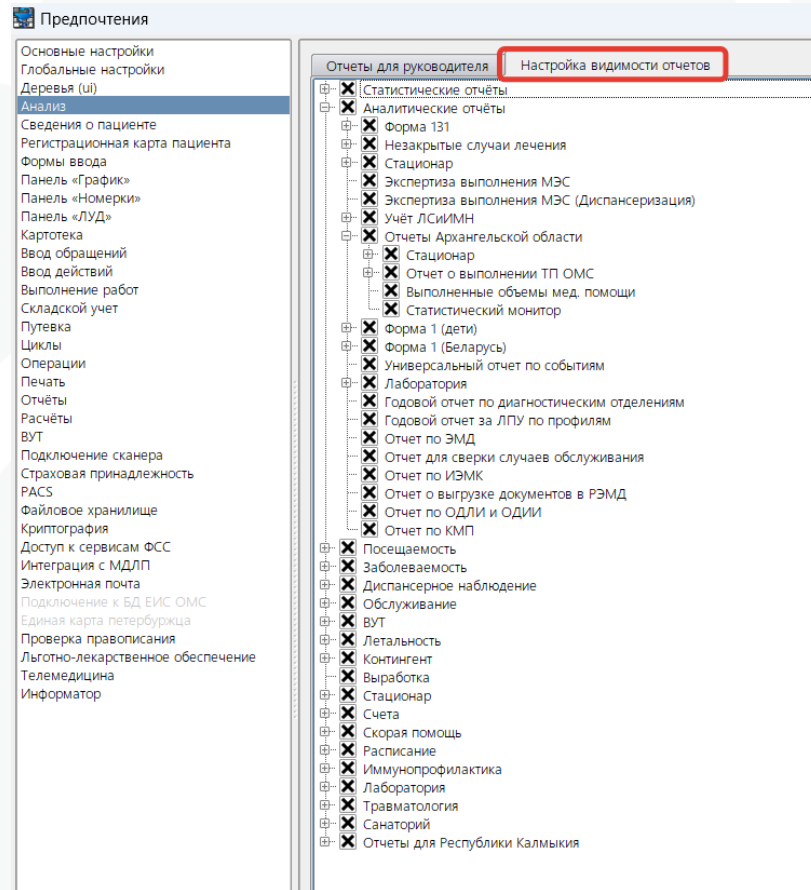 Предпочтения
Основные настройки
Глобальные настройки
Деревья (ui)
Анализ
Сведения о пациенте
Регистрационная карта пациента
Формы ввода
Панель «График»
Панель «Номерки»
Панель «ЛУД»
Картотека
Ввод обращений
Ввод действий
Выполнение работ
Складской учет
Путевка
Циклы
Операции
Печать
Отчёты
Расчёты
ВУТ
Подключение сканера
Страховая принадлежность
PACS
Файловое хранилище
Криптография
Доступ к сервисам ФСС
Интеграция с МДЛП
Электронная почта
Подключение к БД ЕИС ОМС
Единая карта петербуржца
Проверка правописания
Льготно-лекарственное обеспечение
Телемедицина
Информатор
Отчеты для руководителя Настройка видимости отчетов
Статистические отчёты
Аналитические отчёты
Форма 131
Незакрытые случаи лечения
Стационар
Экспертиза выполнения МЭС
Экспертиза выполнения МЭС (Диспансеризация)
Учёт ЛСиИМН
Отчеты Архангельской области
Стационар
Отчет о выполнении ТП ОМС
Выполненные объемы мед. помощи
Статистический монитор
Форма 1 (дети)
Форма 1 (Беларусь)
Универсальный отчет по событиям
Лаборатория
Годовой отчет по диагностическим отделениям
Годовой отчет за ЛПУ по профилям
Отчет по ЭМД
Отчет для сверки случаев обслуживания
Отчет по ИЭМК
Отчет о выгрузке документов в РЭМД
Отчет по ОДЛИ и ОДИИ
Отчет по КМП
Посещаемость
Заболеваемость
Диспансерное наблюдение
Обслуживание
ВУТ
Летальность
Контингент
Выработка
Стационар
Счета
Скорая помощь
Расписание
Иммунопрофилактика
Лаборатория
Травматология
Санаторий
Отчеты для Республики Калмыкия